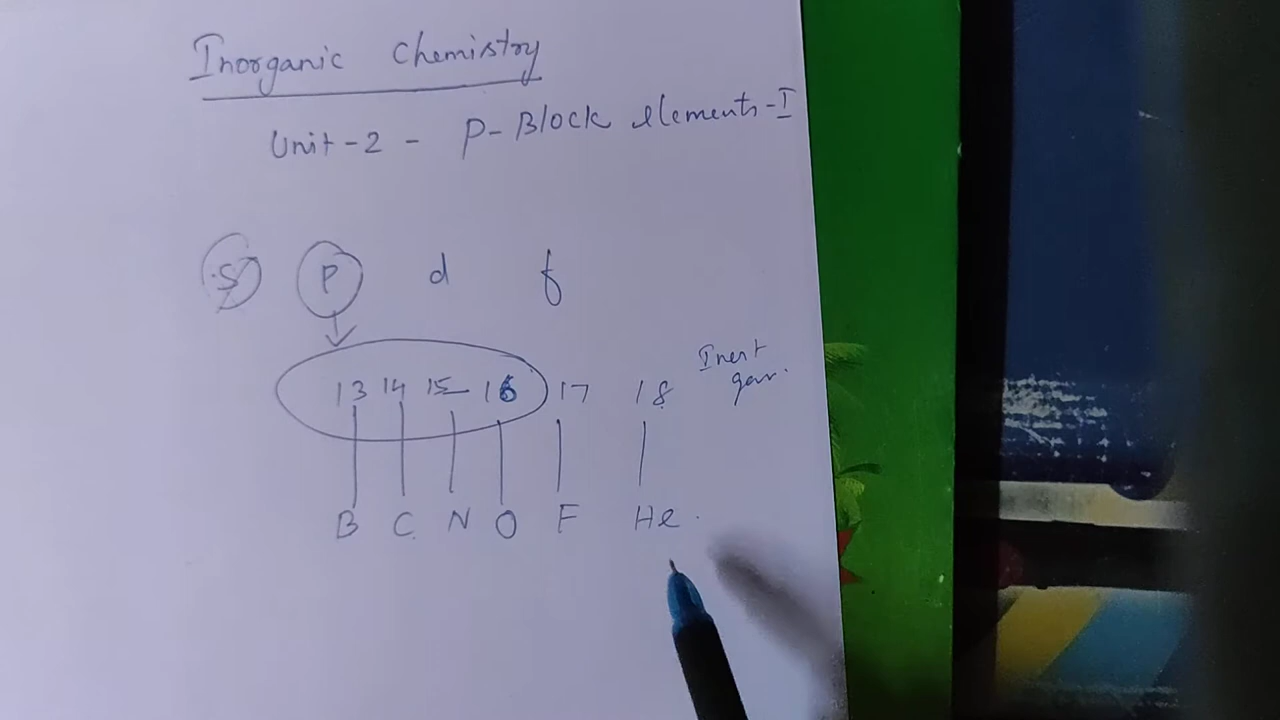 Inorganic Chemistry
Unit-2 - P-Block elements-I
S P d f
Inert
gas.
13 14 15 16 17 18
B C N O F He.